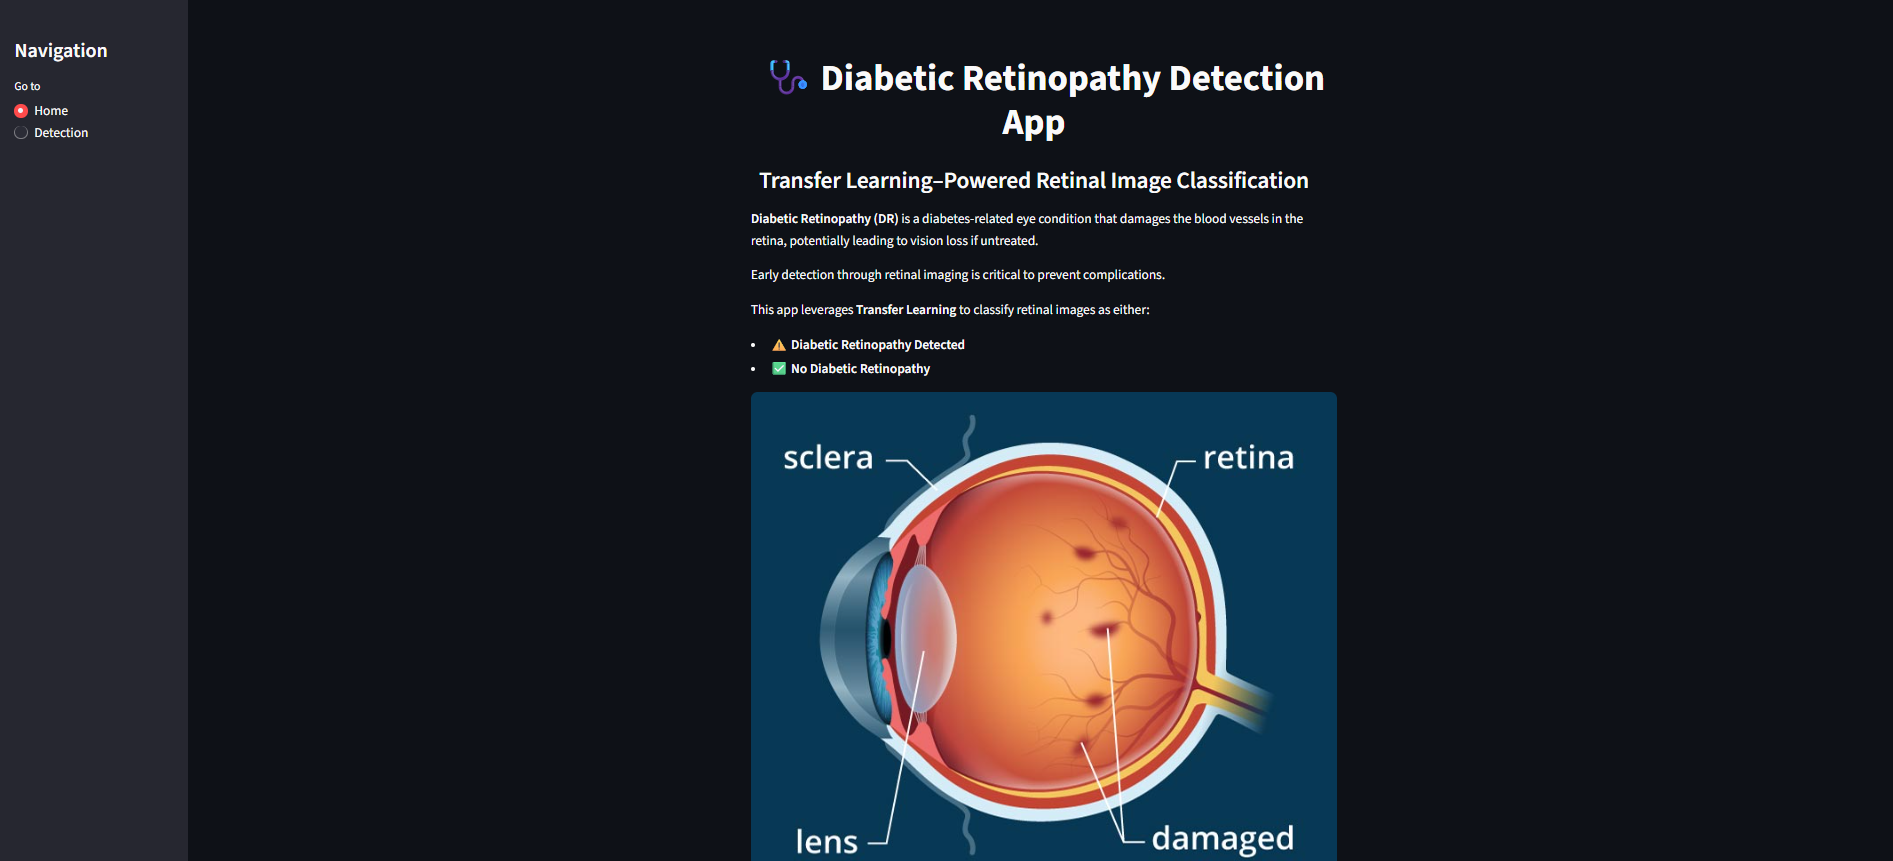 Navigation
Go to
Home
Detection
Diabetic Retinopathy Detection
App
Transfer Learning–Powered Retinal Image Classification
Diabetic Retinopathy (DR) is a diabetes-related eye condition that damages the blood vessels in the
retina, potentially leading to vision loss if untreated.
Early detection through retinal imaging is critical to prevent complications.
This app leverages Transfer Learning to classify retinal images as either:
• ⚠️ Diabetic Retinopathy Detected
• ✅ No Diabetic Retinopathy
sclera
retina
lens
damaged